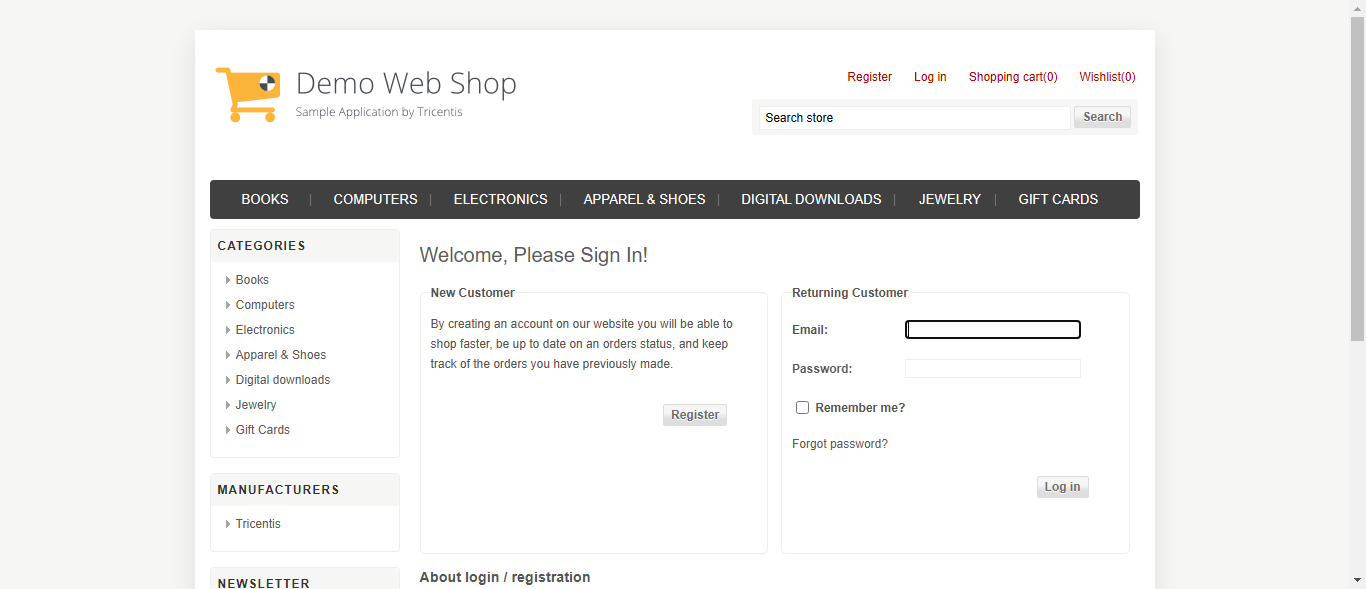 Demo Web Shop
Sample Application by Tricentis
Register Log in Shopping cart(0) Wishlist(0)
Search store Search
BOOKS COMPUTERS ELECTRONICS APPAREL & SHOES DIGITAL DOWNLOADS JEWELRY GIFT CARDS
CATEGORIES
Books
Computers
Electronics
Apparel & Shoes
Digital downloads
Jewelry
Gift Cards
MANUFACTURERS
Tricentis
NEWSLETTER
Welcome, Please Sign In!
New Customer
By creating an account on our website you will be able to
shop faster, be up to date on an orders status, and keep
track of the orders you have previously made.
Register
Returning Customer
Email:
Password:
Remember me?
Forgot password?
Log in
About login / registration